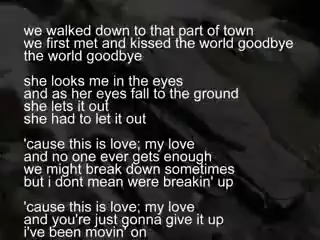 we walked down to that part of town
we first met and kissed the world goodbye
the world goodbye
she looks me in the eyes
and as her eyes fall to the ground
she lets it out
she had to let it out
'cause this is love; my love
and no one ever gets enough
we might break down sometimes
but i dont mean were breakin' up
'cause this is love; my love
and you're just gonna give it up
i've been movin' on